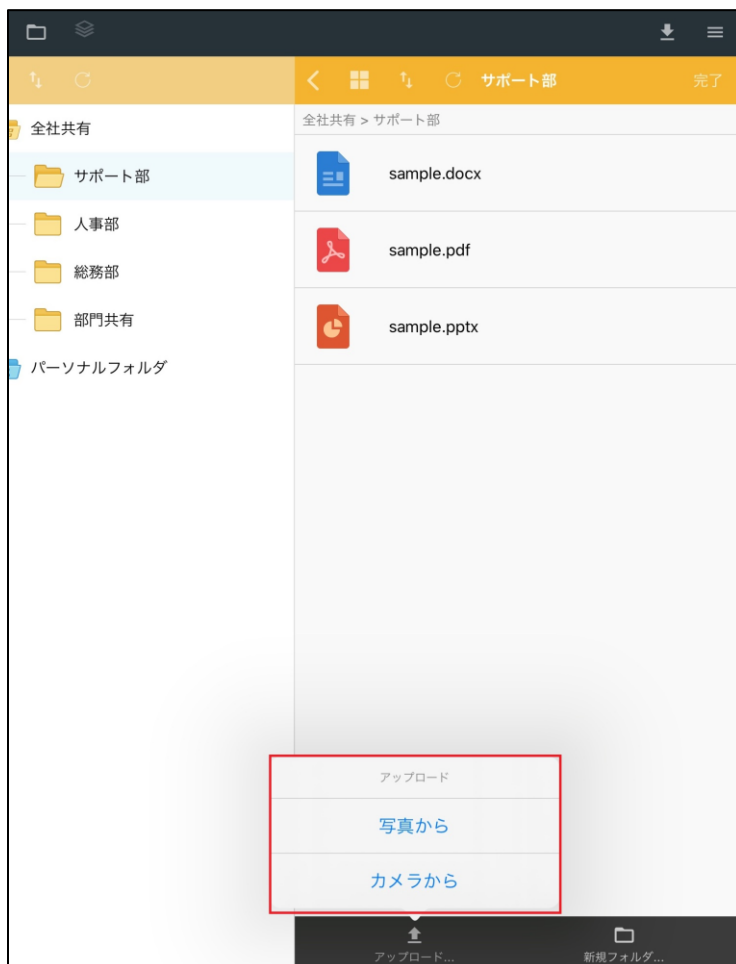 サポート部
完了
全社共有
サポート部
人事部
総務部
部門共有
パーソナルフォルダ
全社共有 > サポート部
sample.docx
sample.pdf
sample.pptx
アップロード
写真から
カメラから
アップロード...
新規フォルダ...